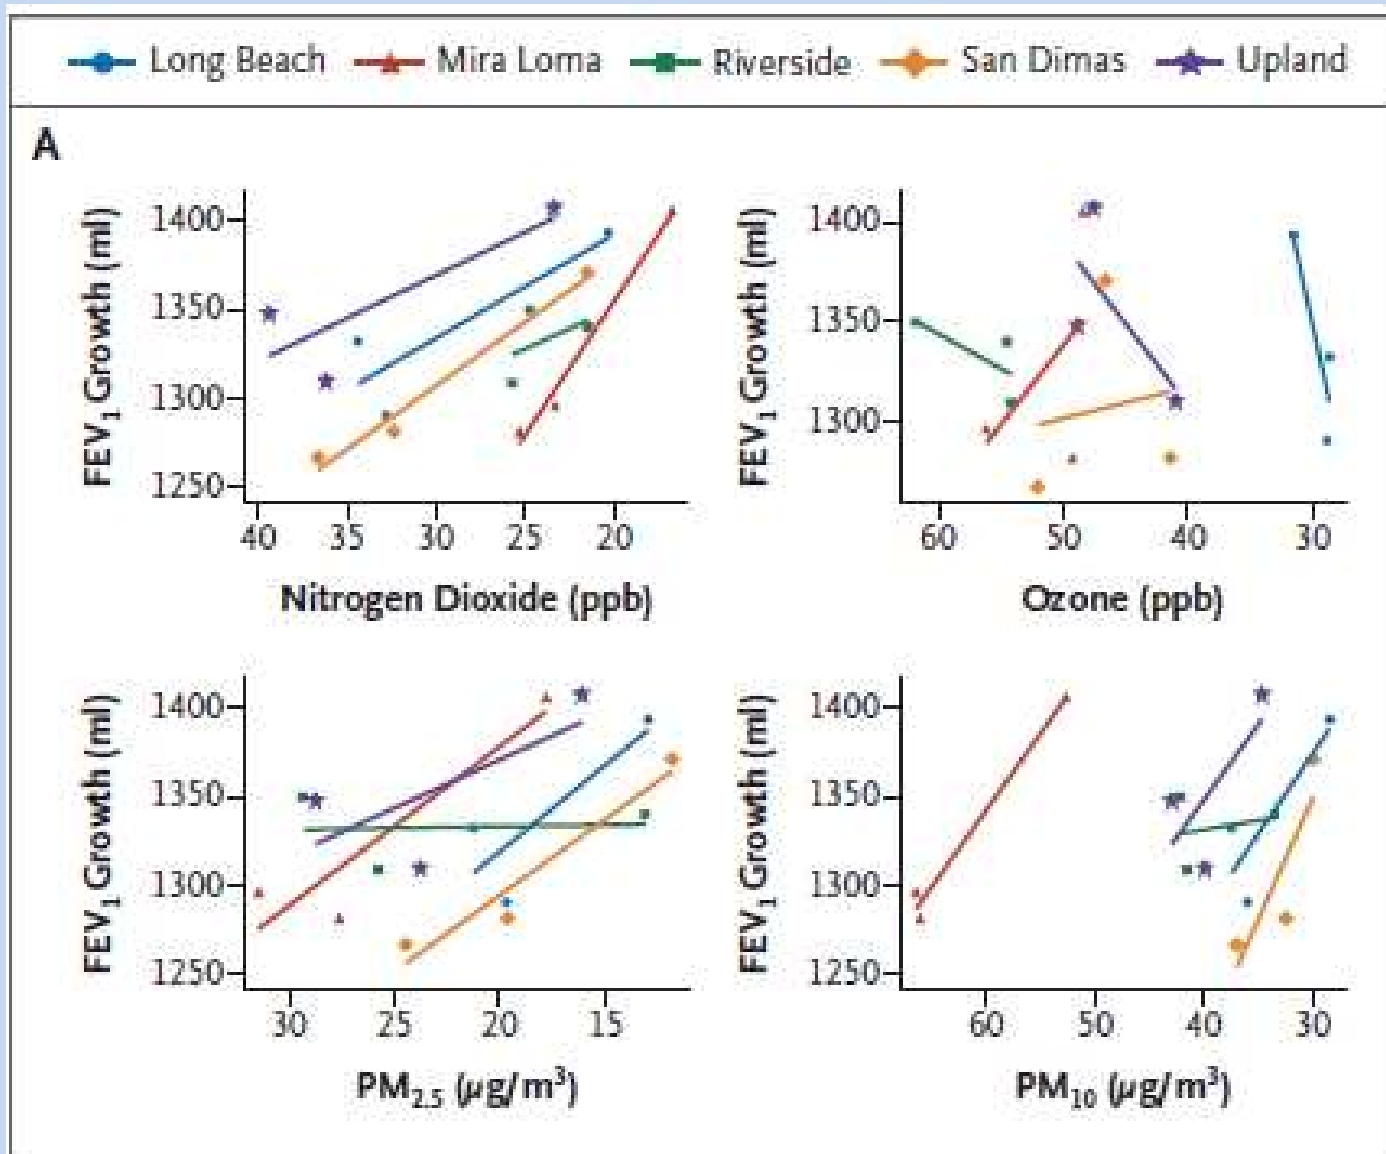 Long Beach Mira Loma Riverside San Dimas Upland
A
FEV1 Growth (ml)
1400
1350
1300
1250
40 35 30 25 20
Nitrogen Dioxide (ppb)
FEV1 Growth (ml)
1400
1350
1300
60 50 40 30
Ozone (ppb)
FEV1 Growth (ml)
1400
1350
1300
1250
30 25 20 15
PM2.5 (µg/m³)
FEV1 Growth (ml)
1400
1350
1300
1250
60 50 40 30
PM10 (µg/m³)